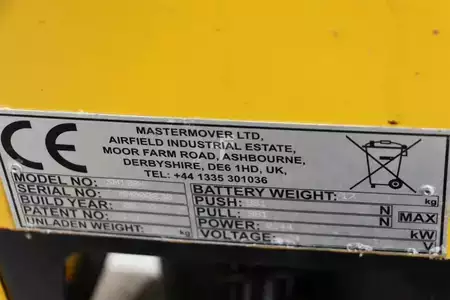 CE
MASTERMOVER LTD,
AIRFIELD INDUSTRIAL ESTATE,
MOOR FARM ROAD, ASHBOURNE,
DERBYSHIRE, DE6 1HD, UK,
TEL: +44 1335 301036
MODEL NO:
SERIAL NO
BUILD YEAR:
PATENT NO
UNLADEN WEIGHT: kg
BATTERY WEIGHT: kg
PUSH: N
PULL: N MAX
POWER: kW
VOLTAGE: V